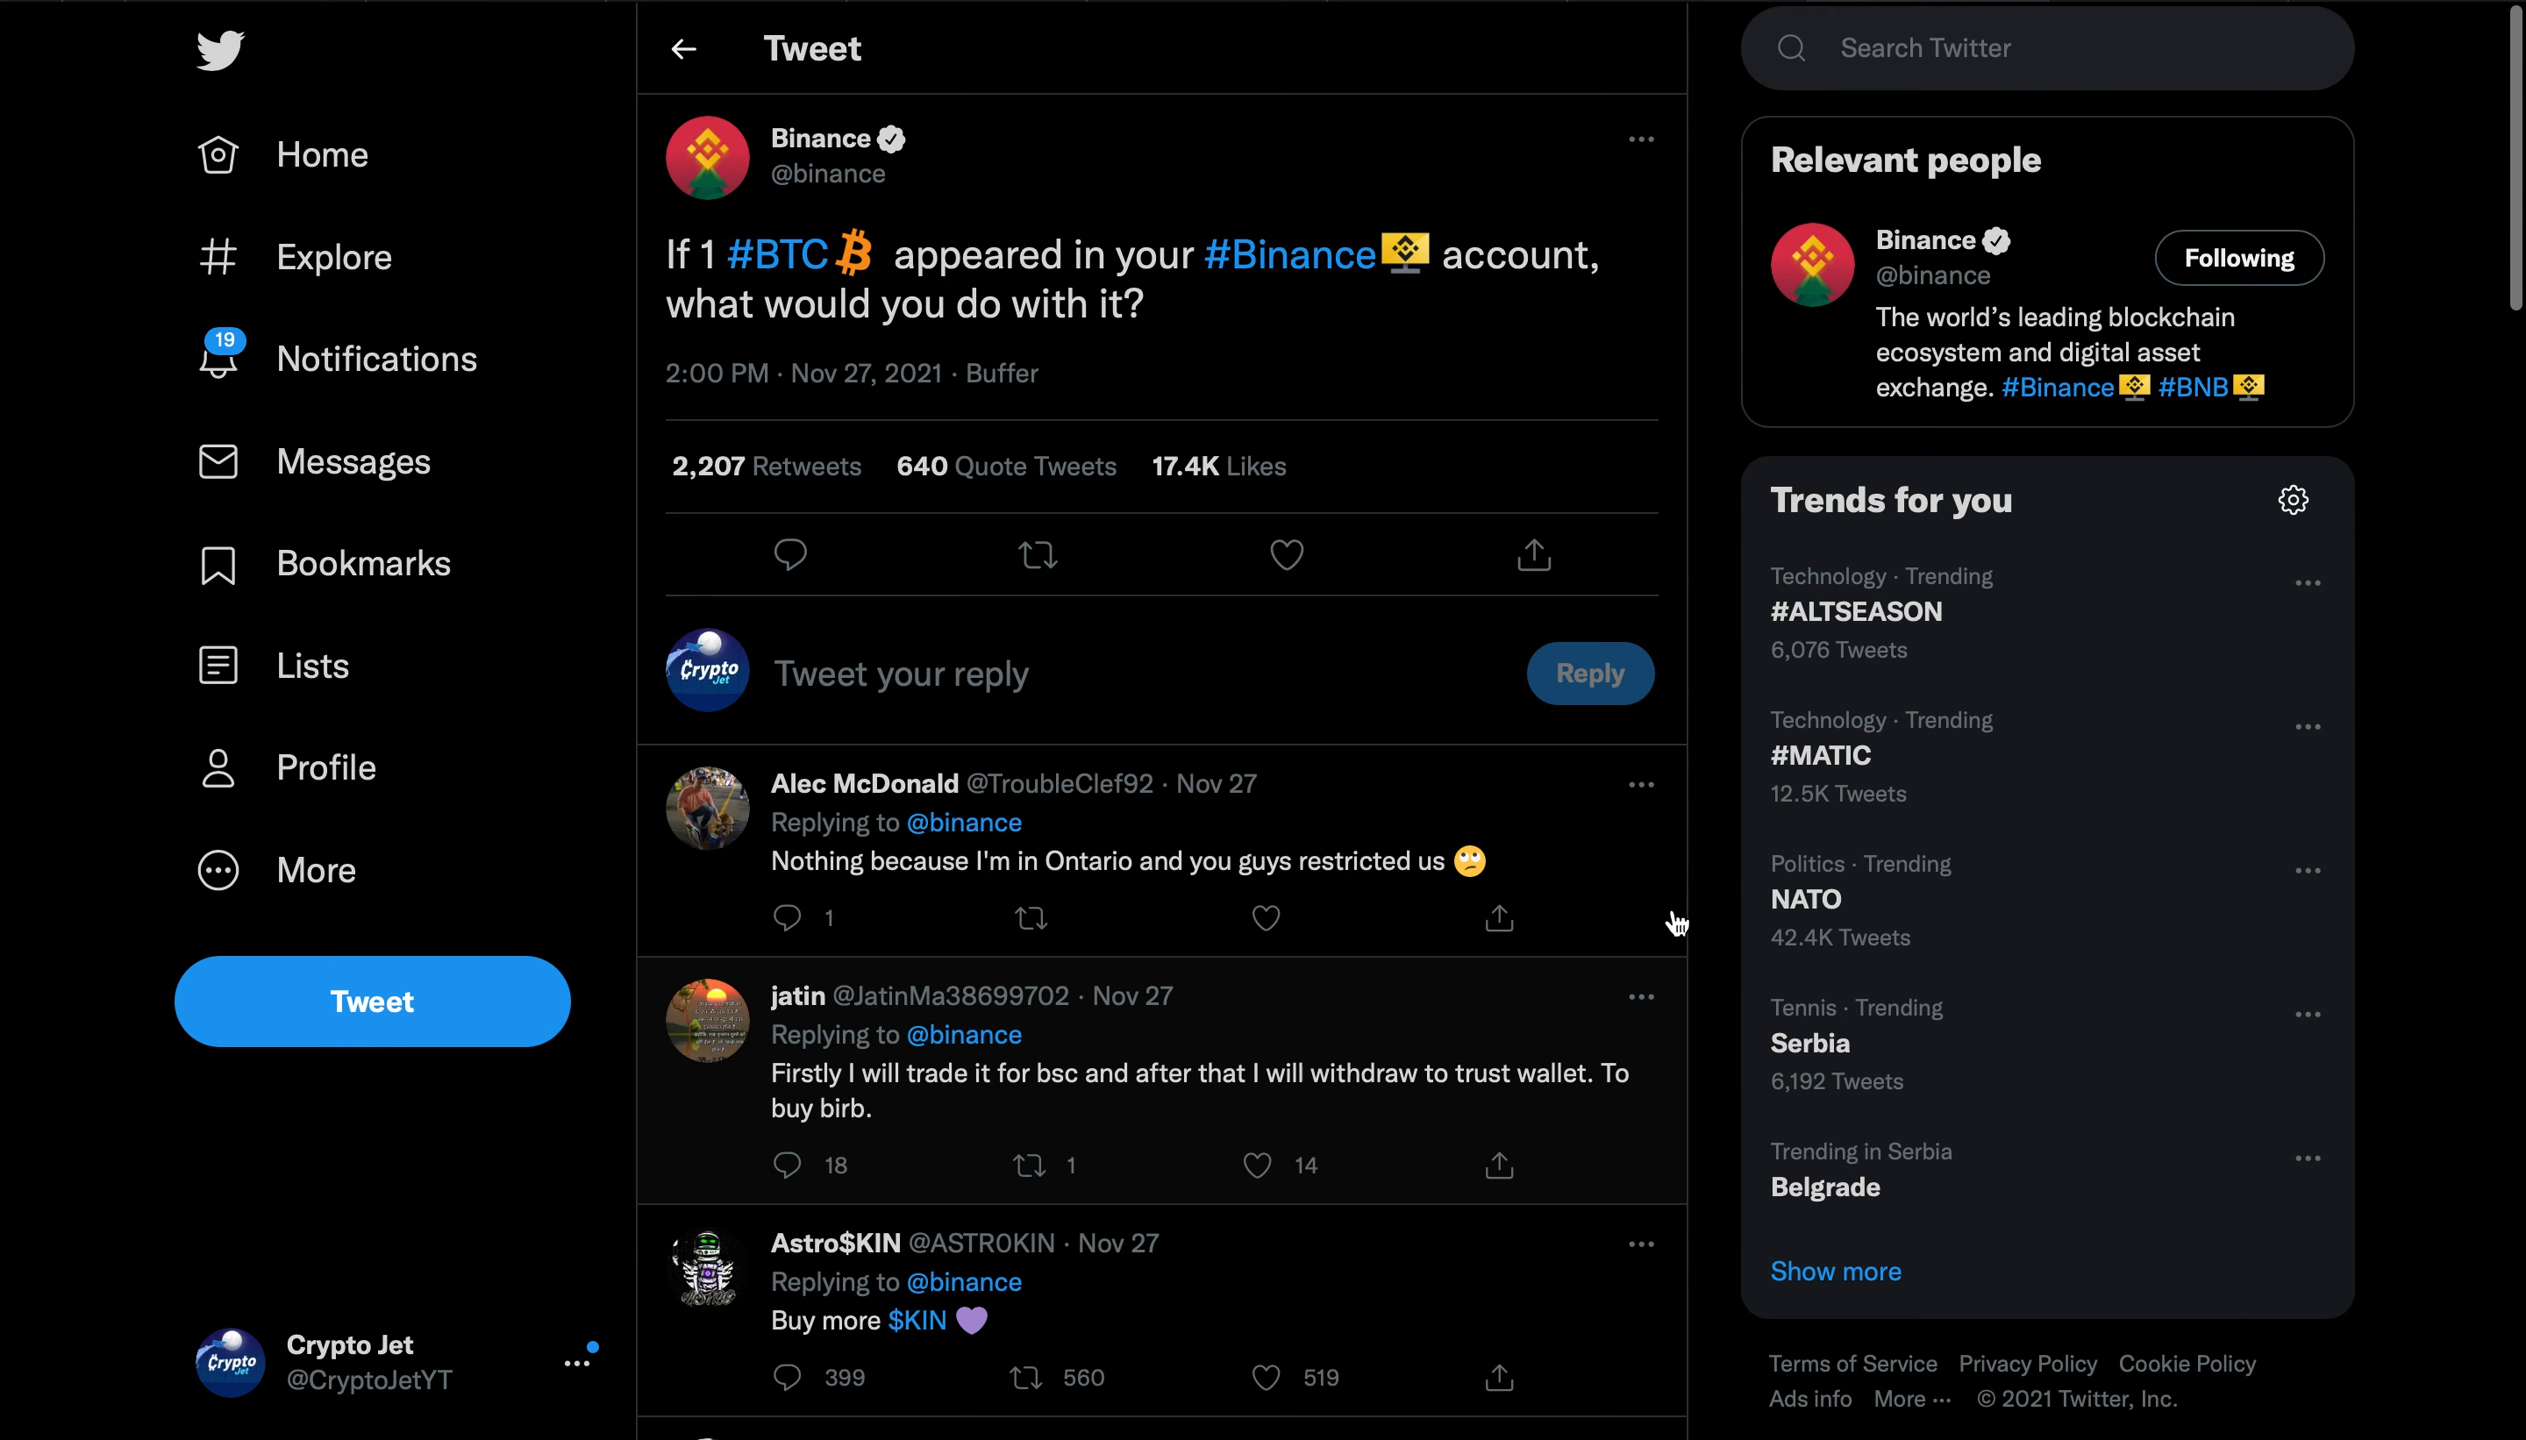 Home
Explore
19
Notifications
Messages
Bookmarks
Lists
Profile
More
Tweet
Crypto Jet
@CryptoJetYT
Tweet
Binance
@binance
If 1 #BTC appeared in your #Binance account,
what would you do with it?
2:00 PM · Nov 27, 2021 · Buffer
2,207 Retweets 640 Quote Tweets 17.4K Likes
Crypto
Jet
Tweet your reply
Reply
Alec McDonald @TroubleClef92 · Nov 27
Replying to @binance
Nothing because I'm in Ontario and you guys restricted us 🙄
1
jatin @JatinMa38699702 · Nov 27
Replying to @binance
Firstly I will trade it for bsc and after that I will withdraw to trust wallet. To
buy birb.
18 1 14
Astro$KIN @ASTR0KIN · Nov 27
Replying to @binance
Buy more $KIN 💜
399 560 519
Search Twitter
Relevant people
Binance
@binance
Following
The world’s leading blockchain
ecosystem and digital asset
exchange. #Binance #BNB
Trends for you
Technology · Trending
#ALTSEASON
6,076 Tweets
Technology · Trending
#MATIC
12.5K Tweets
Politics · Trending
NATO
42.4K Tweets
Tennis · Trending
Serbia
6,192 Tweets
Trending in Serbia
Belgrade
Show more
Terms of Service Privacy Policy Cookie Policy
Ads info More ··· © 2021 Twitter, Inc.